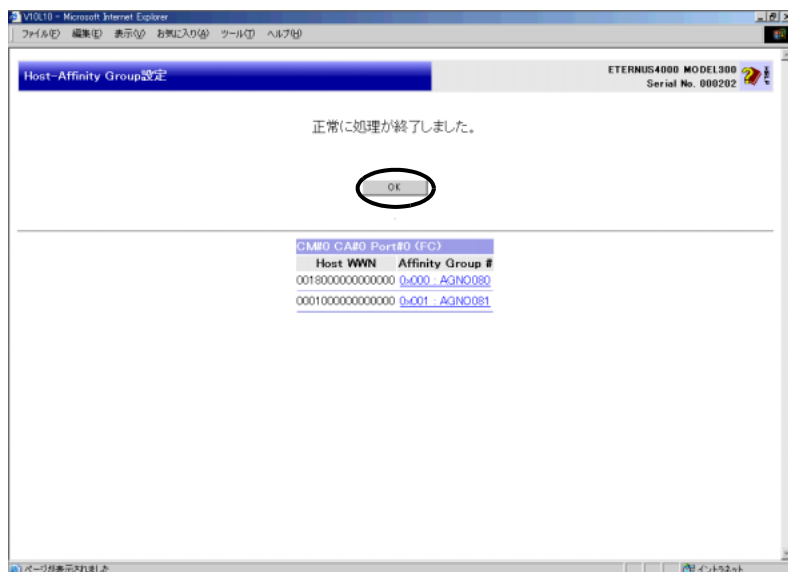 V10L10 - Microsoft Internet Explorer
ファイル(F) 編集(E) 表示(V) お気に入り(A) ツール(T) ヘルプ(H)
Host-Affinity Group設定
ETERNUS4000 MODEL300
Serial No. 000202
正常に処理が終了しました。
OK
CM#0 CA#0 Port#0 (FC)
Host WWN Affinity Group #
0018000000000000 0x000 : AGNO080
0001000000000000 0x001 : AGNO081
ページが表示されました
イントラネット